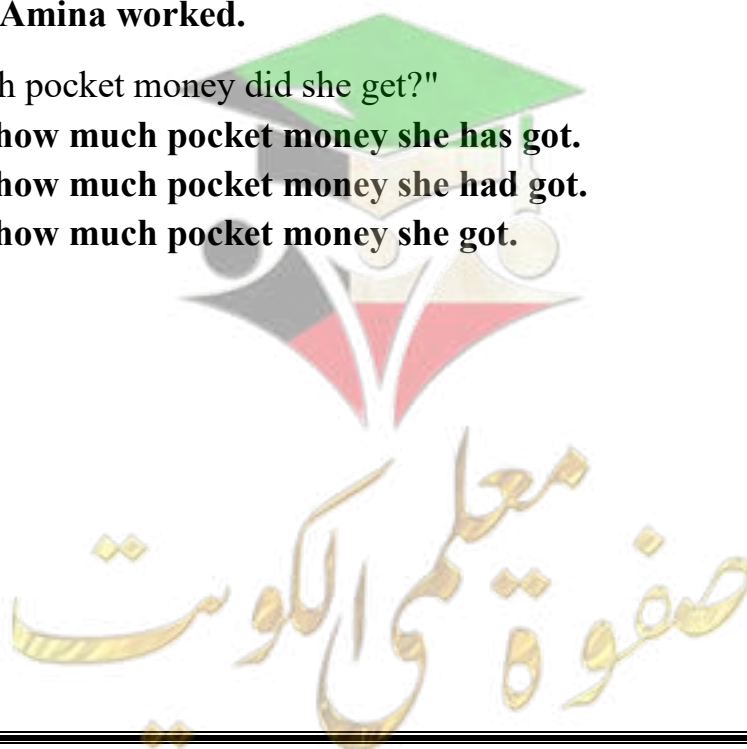 Amina worked.
h pocket money did she get?"
how much pocket money she has got.
how much pocket money she had got.
how much pocket money she got.
صفوة معلمي الكويت